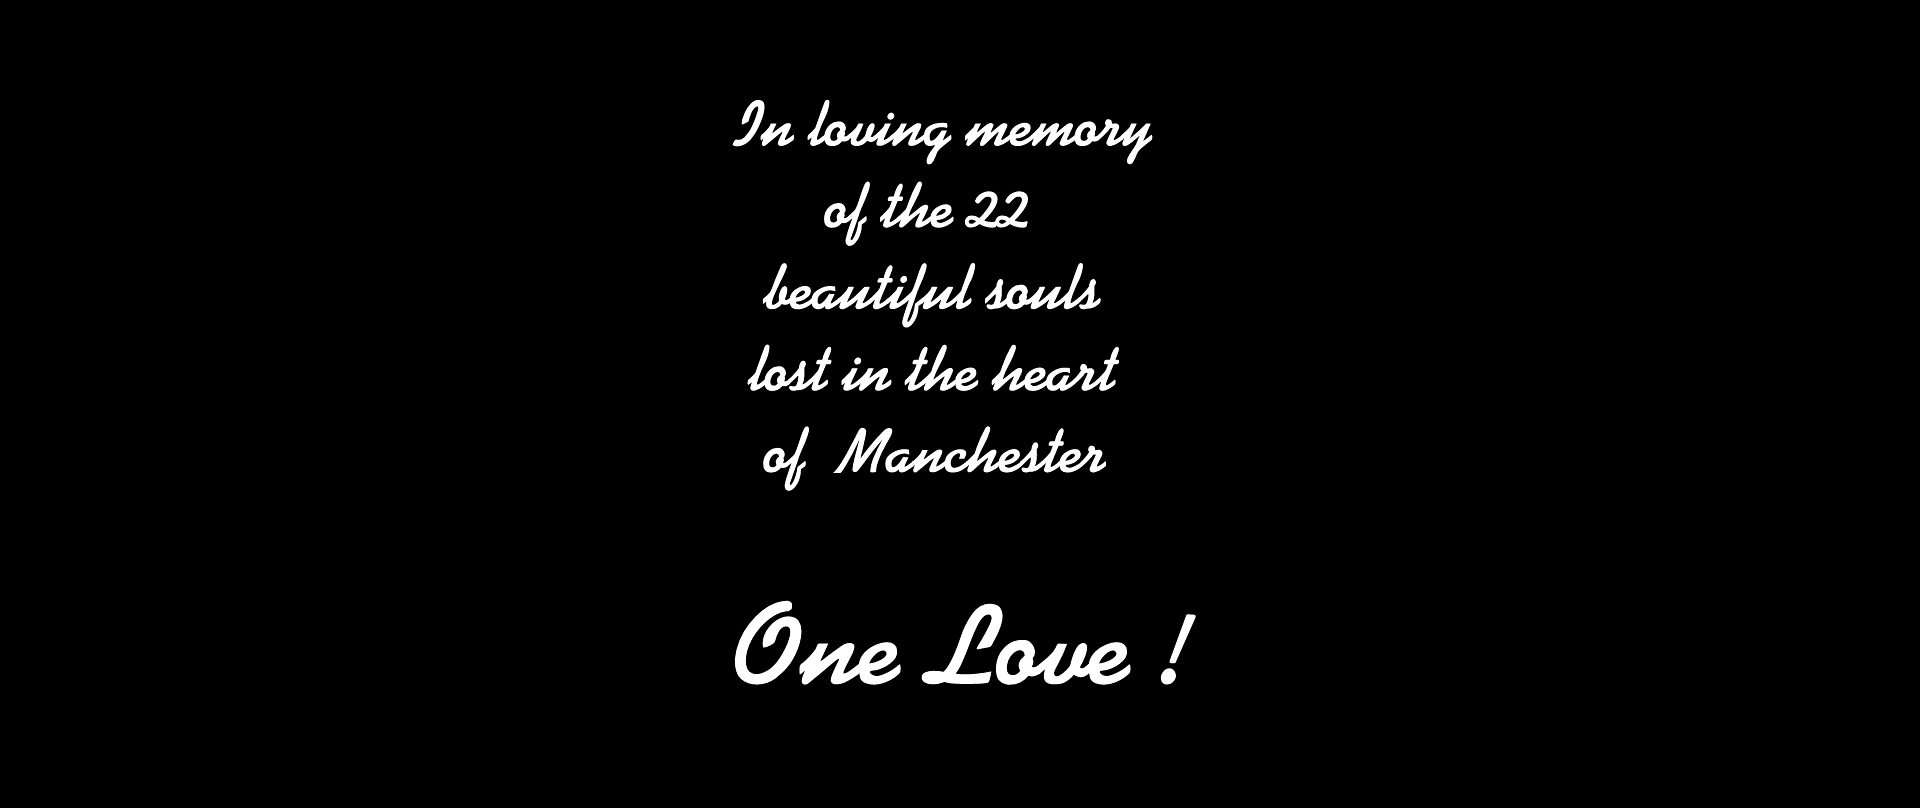 In loving memory
of the 22
beautiful souls
lost in the heart
of Manchester
One Love !